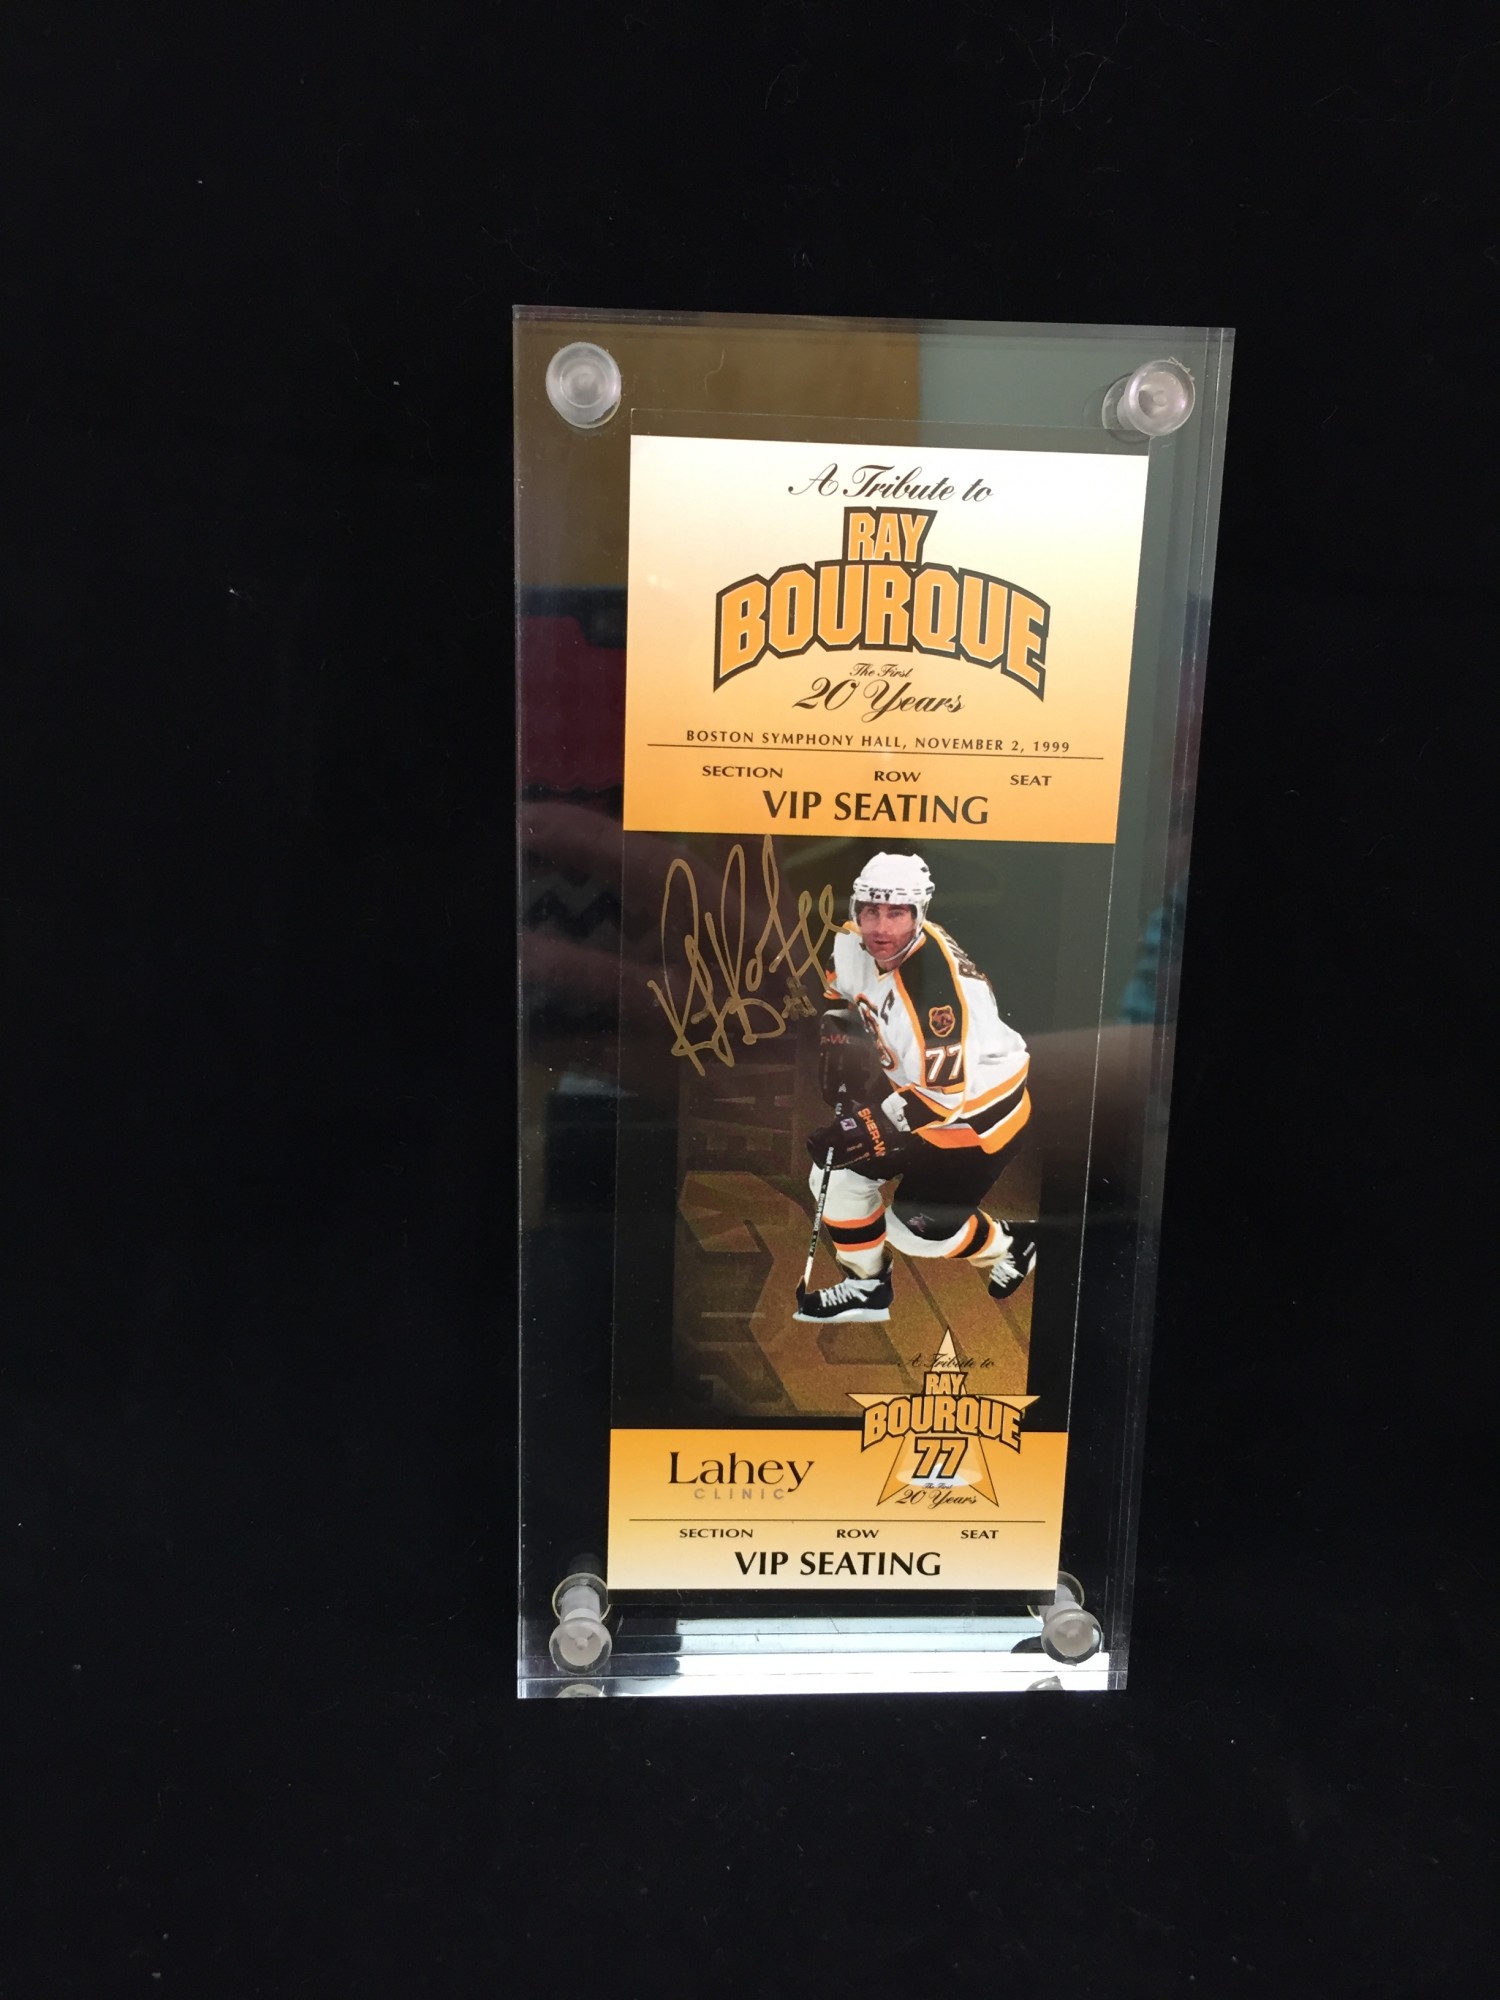 A Tribute to
RAY
BOURQUE
The First
20 Years
BOSTON SYMPHONY HALL, NOVEMBER 2, 1999
SECTION ROW SEAT
VIP SEATING
C
77
SHER-W
A Tribute to
RAY
BOURQUE
77
The First
20 Years
Lahey
CLINIC
SECTION ROW SEAT
VIP SEATING